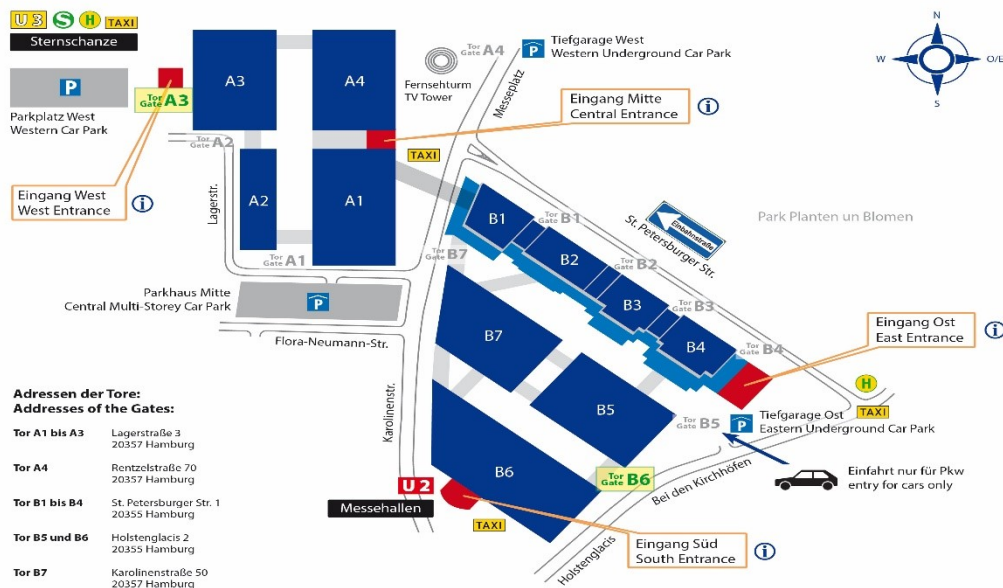 U3 S H TAXI
Sternschanze
P
Parkplatz West
Western Car Park
Tor
Gate A3
Eingang West
West Entrance
i
Tor
Gate A2
Lagerstr.
A3
A4
A2
A1
Tor
Gate A1
Parkhaus Mitte
Central Multi-Storey Car Park
P
Flora-Neumann-Str.
Fernsehturm
TV Tower
Tor
Gate A4
Messeplatz
P
Tiefgarage West
Western Underground Car Park
Eingang Mitte
Central Entrance
i
TAXI
N
W
O/E
S
Einbahnstraße
St. Petersburger Str.
Park Planten un Blomen
B1
Tor
Gate B1
B2
Tor
Gate B2
B3
Tor
Gate B3
B4
Tor
Gate B4
Tor
Gate B7
B7
B5
B6
Karolinenstr.
Eingang Ost
East Entrance
i
H
TAXI
Tor
Gate B5
P
Tiefgarage Ost
Eastern Underground Car Park
Einfahrt nur für Pkw
entry for cars only
Tor
Gate B6
Bei den Kirchhöfen
Holstenglacis
U2
Messehallen
TAXI
Eingang Süd
South Entrance
i
Adressen der Tore:
Addresses of the Gates:
Tor A1 bis A3 Lagerstraße 3
20357 Hamburg
Tor A4 Rentzelstraße 70
20357 Hamburg
Tor B1 bis B4 St. Petersburger Str. 1
20355 Hamburg
Tor B5 und B6 Holstenglacis 2
20355 Hamburg
Tor B7 Karolinenstraße 50
20357 Hamburg